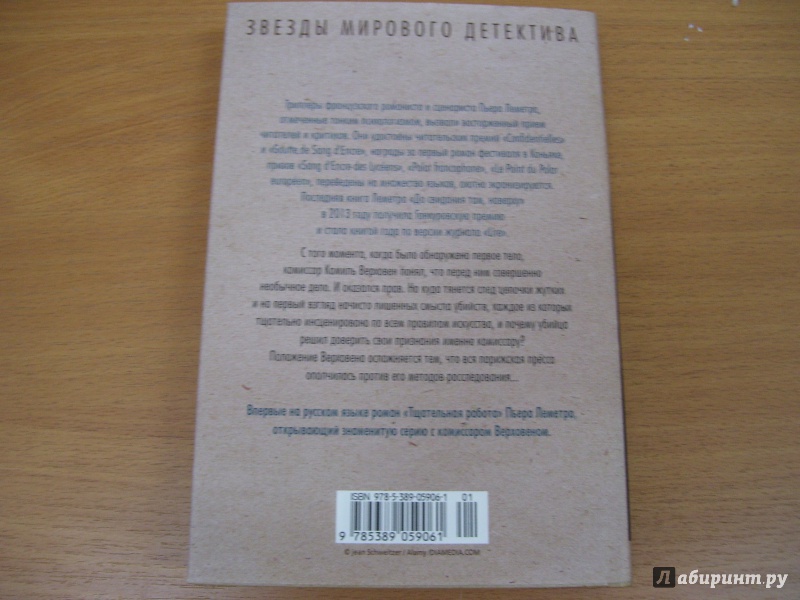 ЗВЕЗДЫ МИРОВОГО ДЕТЕКТИВА
Триллеры французского романиста и сценариста Пьера Леметра,
отмеченные тонким психологизмом, вызвали восторженный прием
читателей и критиков. Они удостоены читательских премий «Confidentielles»
и «Goutte de Sang d'Encre», награды за первый роман фестиваля в Коньяке,
призов «Sang d'Encre des Lycéens», «Polar francophone», «Le Point du Polar
européen», переведены на множество языков, охотно экранизируются.
Последняя книга Леметра «До свидания там, наверху»
в 2013 году получила Гонкуровскую премию
и стала книгой года по версии журнала «Lire».
С того момента, когда было обнаружено первое тело,
комиссар Камиль Верховен понял, что перед ним совершенно
необычное дело. И оказался прав. Но куда тянется след цепочки жутких
и на первый взгляд начисто лишенных смысла убийств, каждое из которых
тщательно инсценировано по всем правилам искусства, и почему убийца
решил доверить свои признания именно комиссару?
Положение Верховена осложняется тем, что вся парижская пресса
ополчилась против его методов расследования...
Впервые на русском языке роман «Тщательная работа» Пьера Леметра,
открывающий знаменитую серию с комиссаром Верховеном.
ISBN 978-5-389-05906-1 01
9 785389 059061
© Jean Schweitzer / Alamy (DIAMEDIA.COM)
Лабиринт.ру